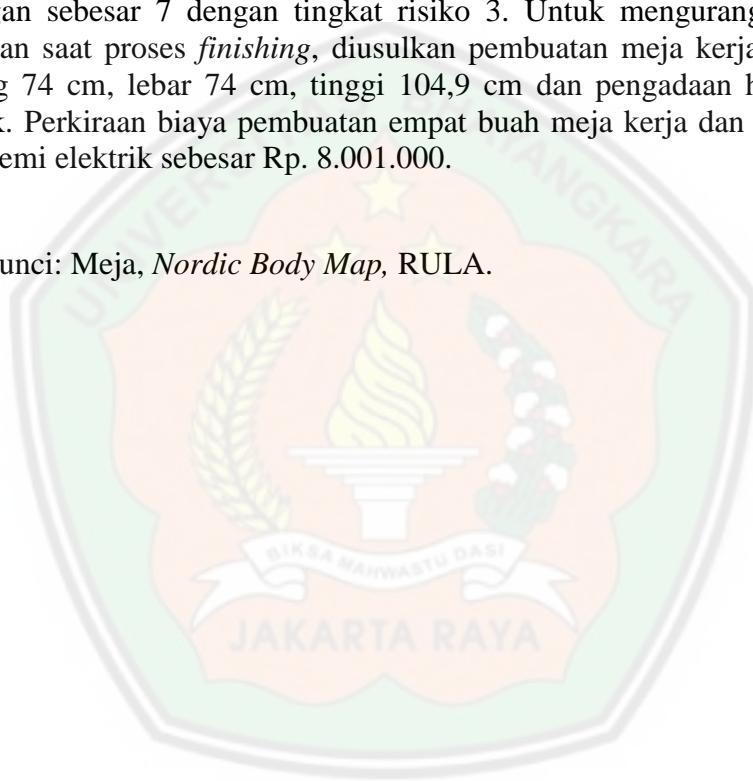 gan sebesar 7 dengan tingkat risiko 3. Untuk mengurang
an saat proses finishing, diusulkan pembuatan meja kerja
g 74 cm, lebar 74 cm, tinggi 104,9 cm dan pengadaan h
k. Perkiraan biaya pembuatan empat buah meja kerja dan
emi elektrik sebesar Rp. 8.001.000.
unci: Meja, Nordic Body Map, RULA.
BIKSA MAHWASTU DASI
JAKARTA RAYA